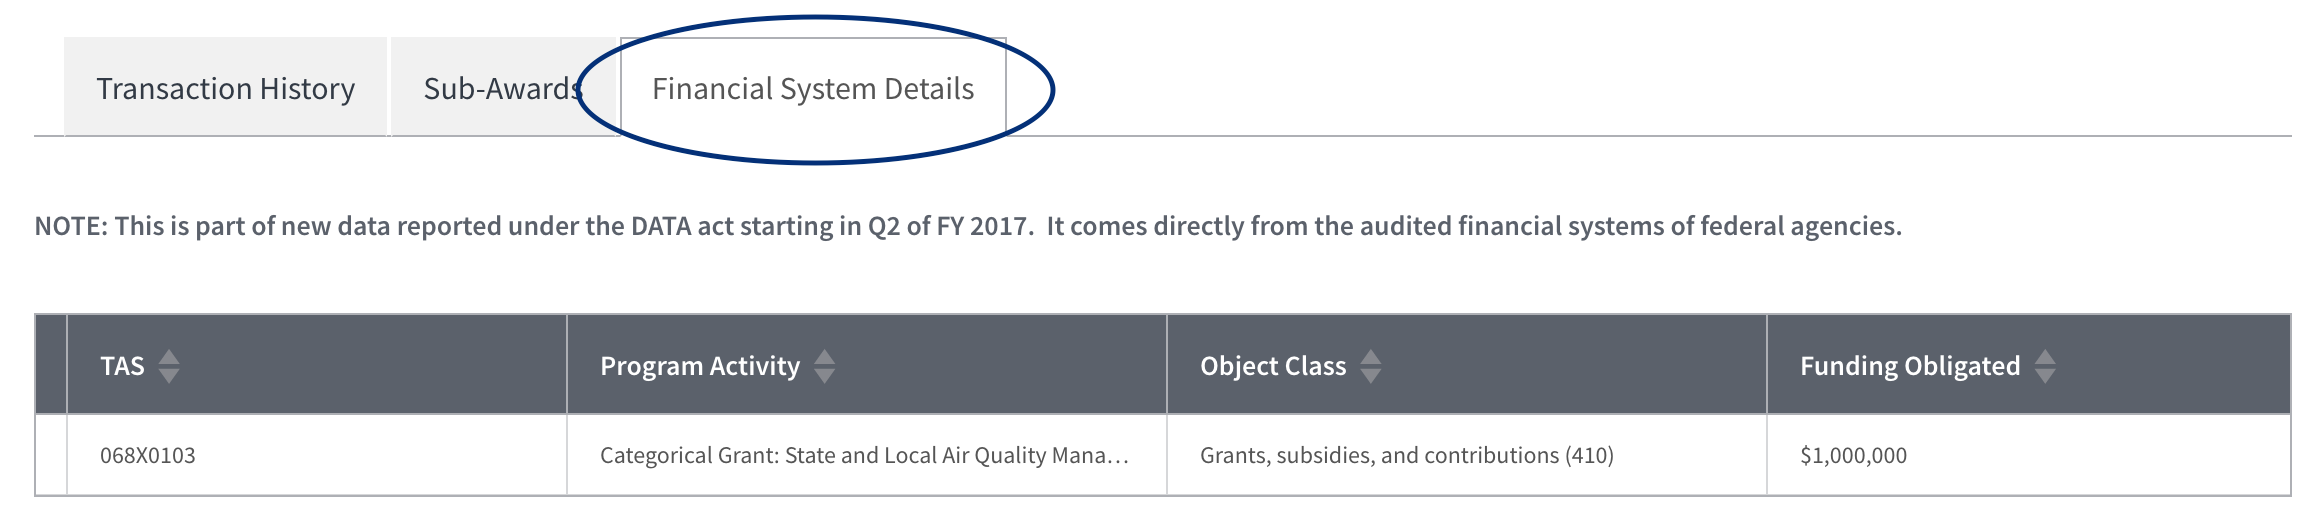 Transaction History Sub-Awards Financial System Details
NOTE: This is part of new data reported under the DATA act starting in Q2 of FY 2017.  It comes directly from the audited financial systems of federal agencies.
TAS Program Activity Object Class Funding Obligated
068X0103 Categorical Grant: State and Local Air Quality Mana... Grants, subsidies, and contributions (410) $1,000,000